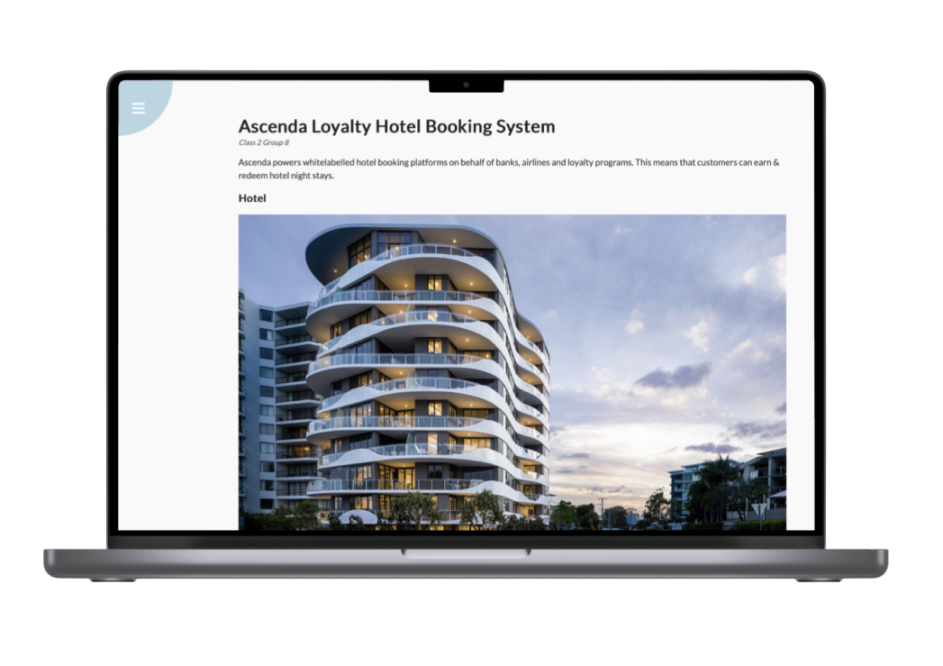 Ascenda Loyalty Hotel Booking System
Class 2 Group 8
Ascenda powers whitelabelled hotel booking platforms on behalf of banks, airlines and loyalty programs. This means that customers can earn &
redeem hotel night stays.
Hotel